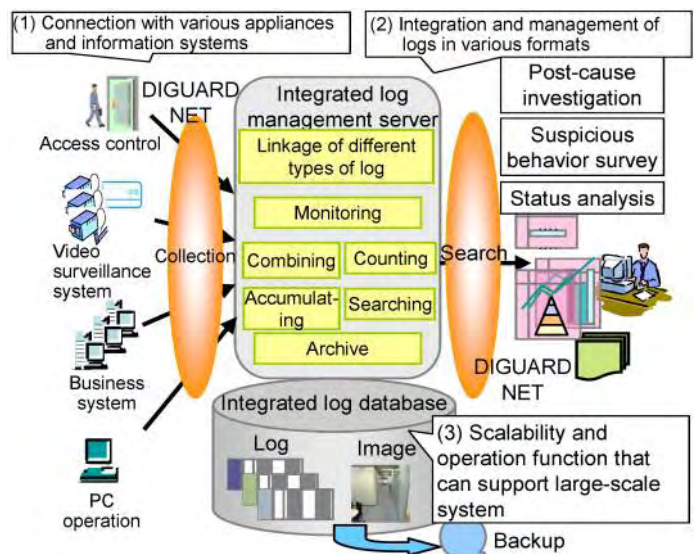 (1) Connection with various appliances
and information systems
(2) Integration and management of
logs in various formats
DIGUARD
NET
Access control
Video
surveillance
system
Business
system
PC
operation
Collection
Integrated log
management server
Linkage of different
types of log
Monitoring
Combining
Counting
Accumulat-
ing
Searching
Archive
Search
Post-cause
investigation
Suspicious
behavior survey
Status analysis
DIGUARD
NET
Integrated log database
Log
Image
(3) Scalability and
operation function that
can support large-scale
system
Backup